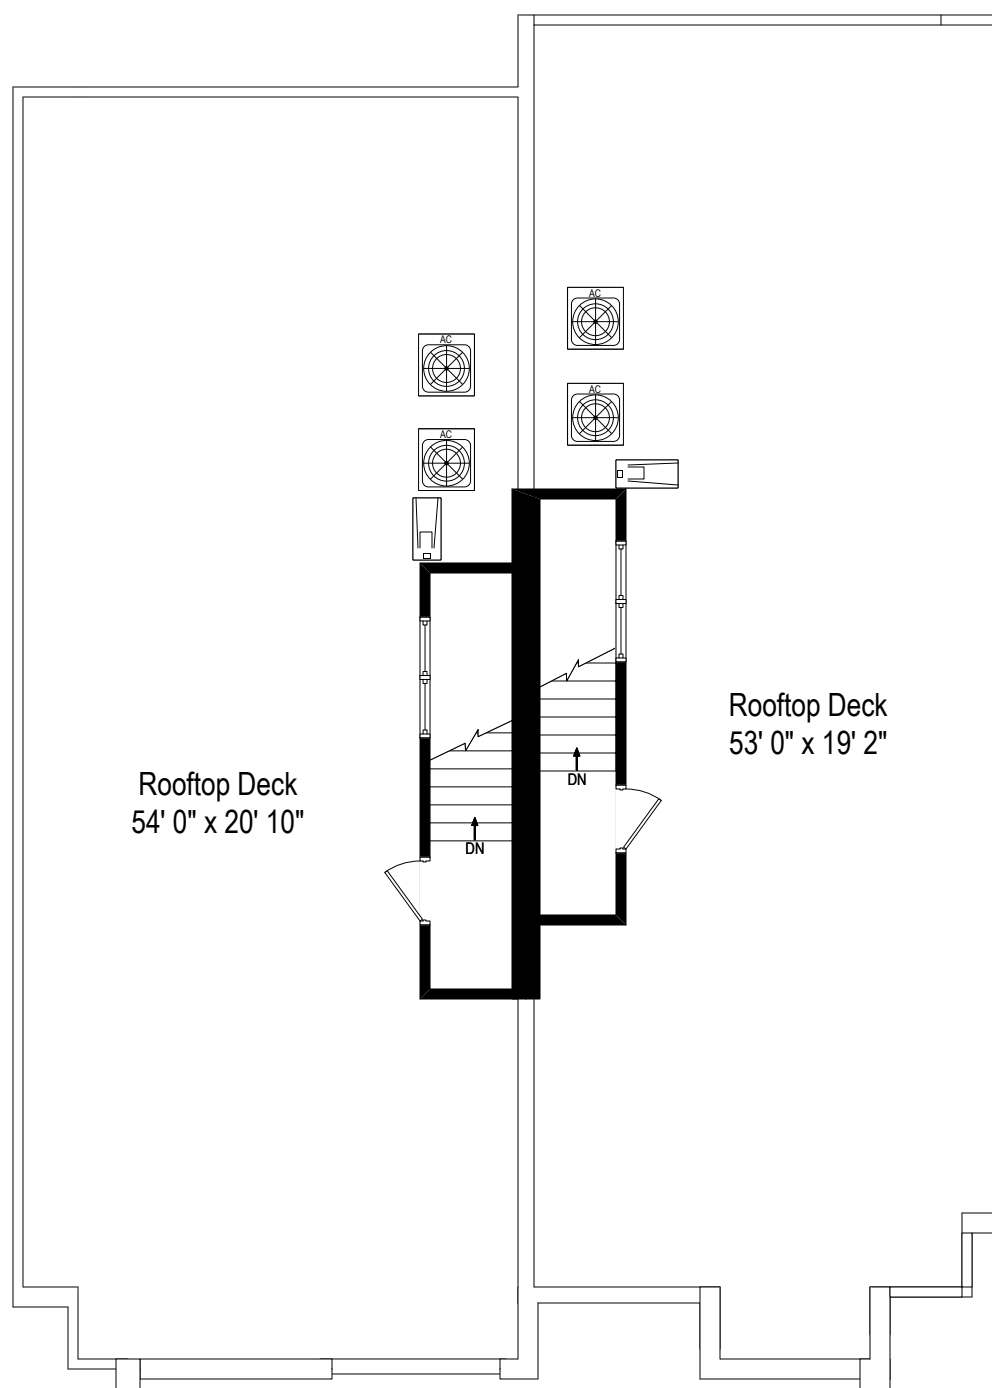 AC
AC
AC
AC
Rooftop Deck
53' 0" x 19' 2"
DN
Rooftop Deck
54' 0" x 20' 10"
DN